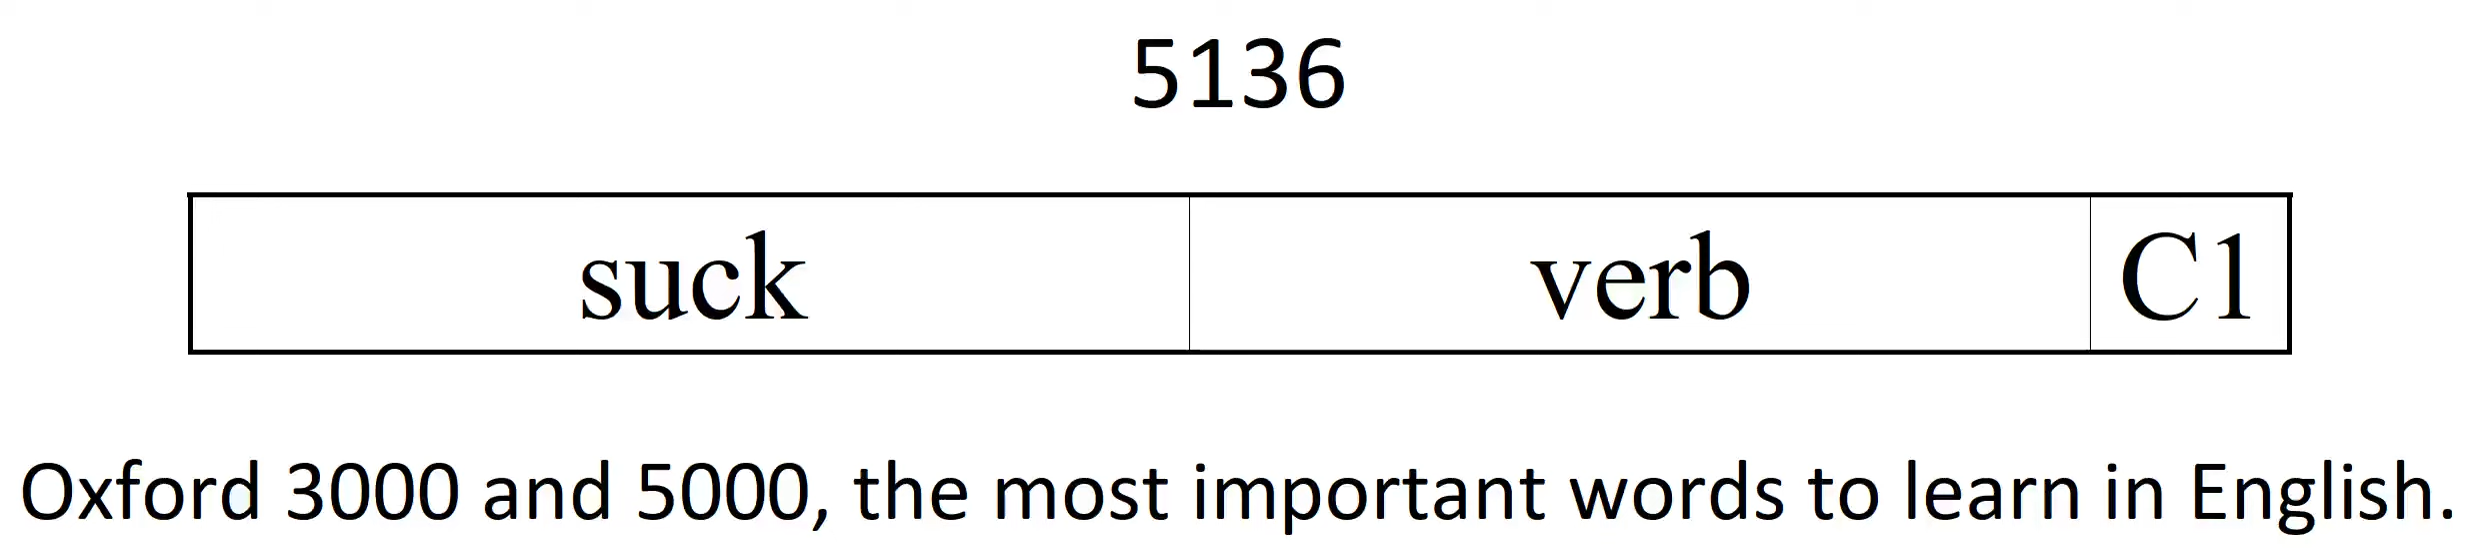 5136
suck verb C1
Oxford 3000 and 5000, the most important words to learn in English.